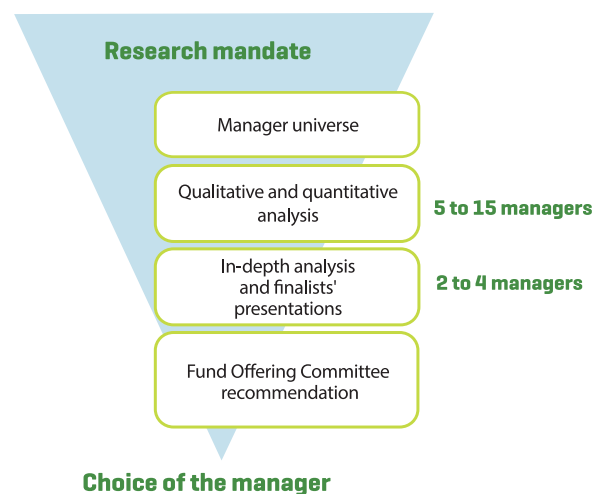 Research mandate
Manager universe
Qualitative and quantitative
analysis
5 to 15 managers
In-depth analysis
and finalists'
presentations
2 to 4 managers
Fund Offering Committee
recommendation
Choice of the manager